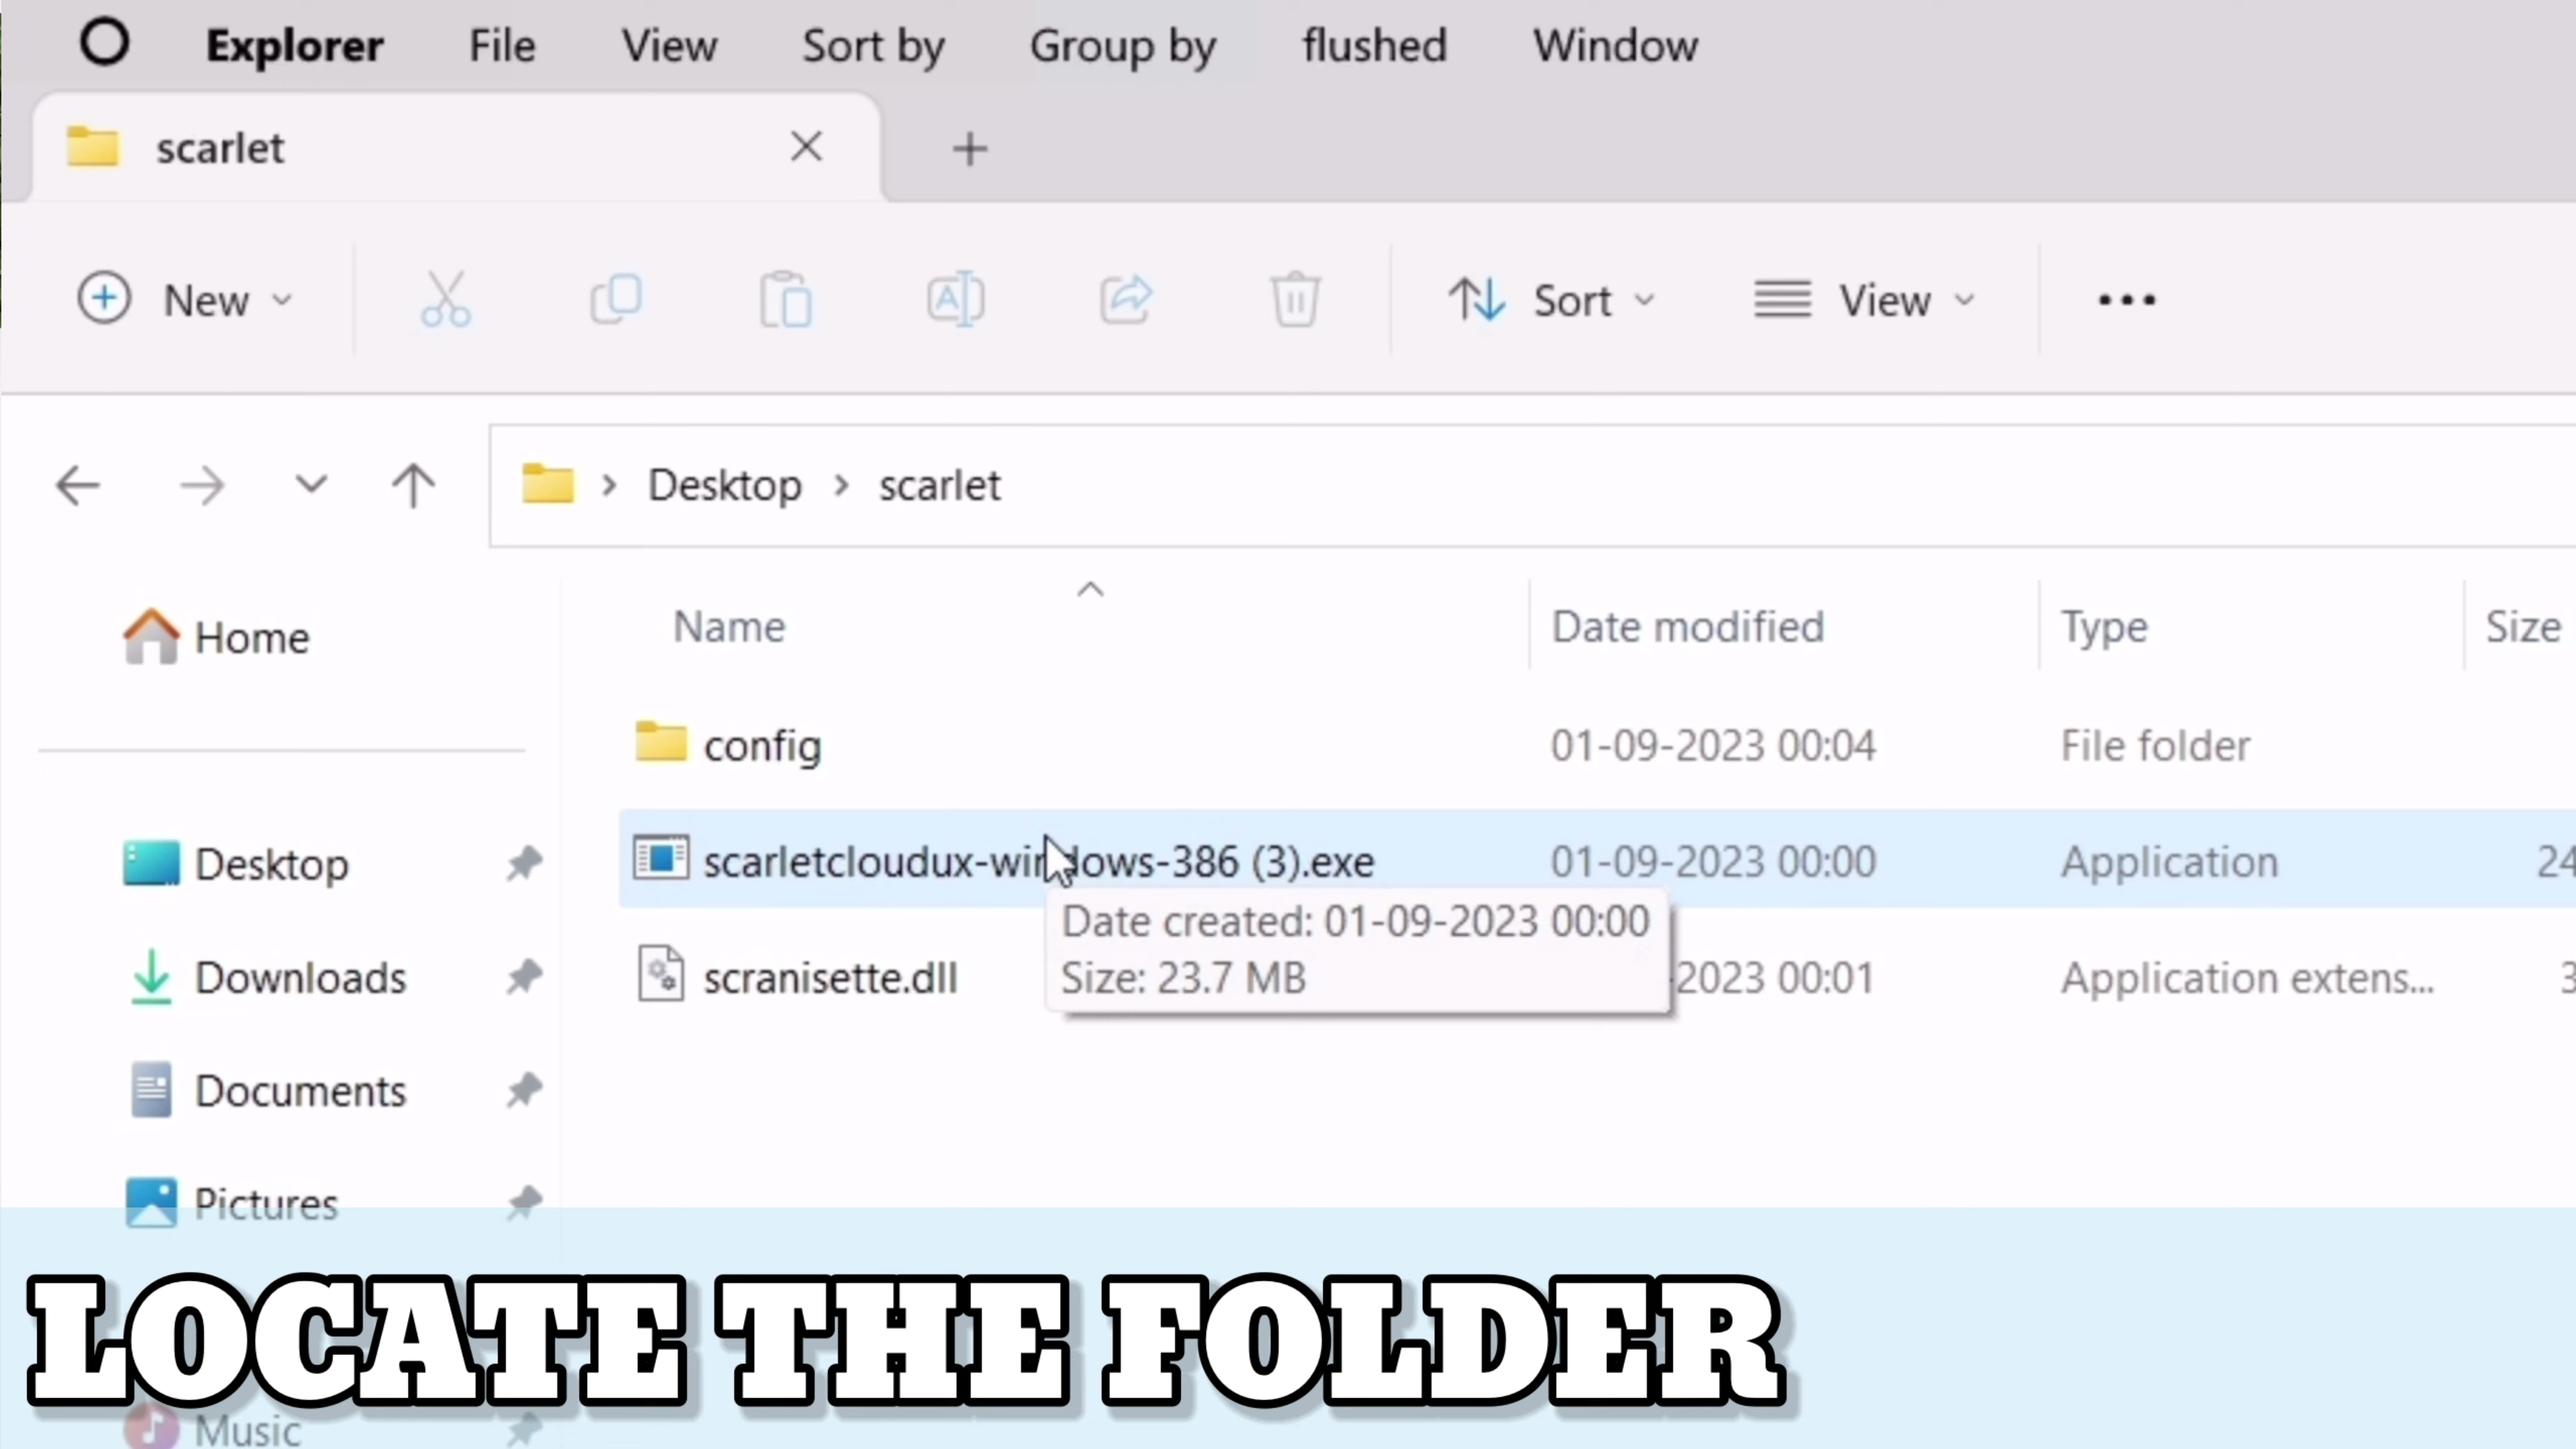 Explorer File View Sort by Group by flushed Window
scarlet
New Sort View
Desktop scarlet
Home
Name Date modified Type Size
config 01-09-2023 00:04 File folder
Desktop
scarletcloudux-windows-386 (3).exe 01-09-2023 00:00 Application 24
Date created: 01-09-2023 00:00
Downloads
scranisette.dll -2023 00:01 Application extens... 3
Size: 23.7 MB
Documents
Pictures
LOCATE THE FOLDER
Music